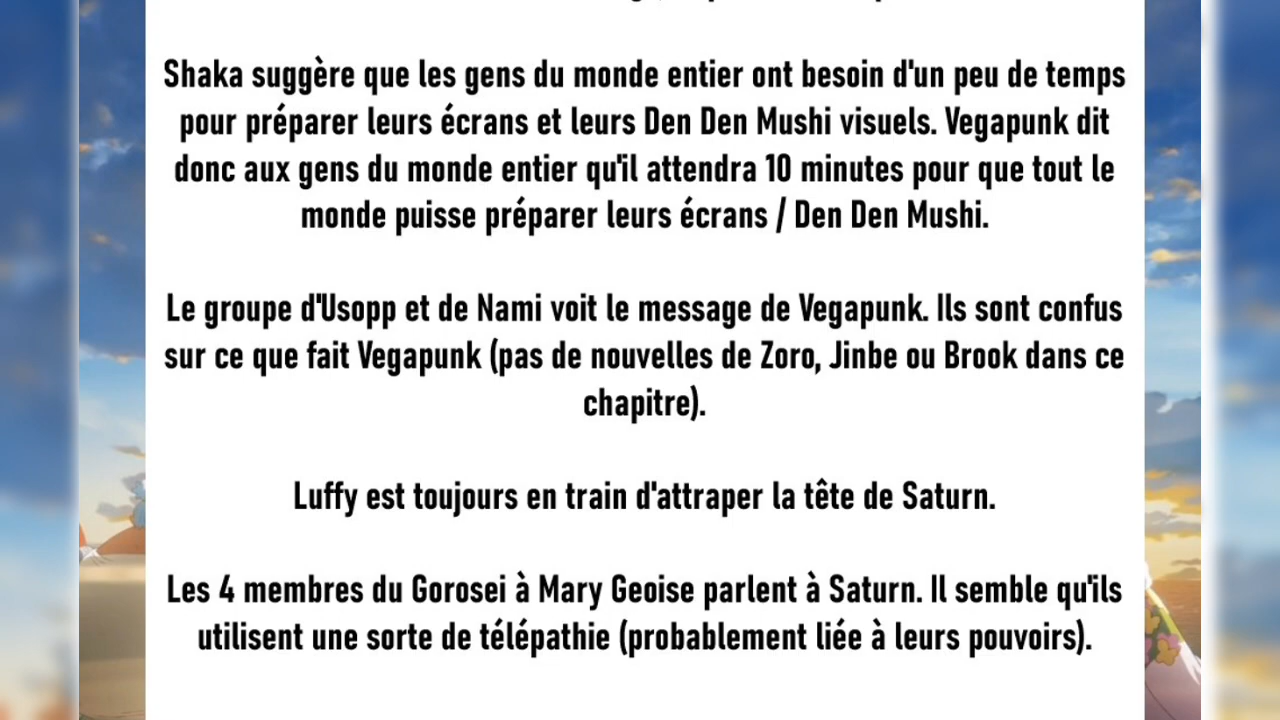 Shaka suggère que les gens du monde entier ont besoin d'un peu de temps
pour préparer leurs écrans et leurs Den Den Mushi visuels. Vegapunk dit
donc aux gens du monde entier qu'il attendra 10 minutes pour que tout le
monde puisse préparer leurs écrans / Den Den Mushi.
Le groupe d'Usopp et de Nami voit le message de Vegapunk. Ils sont confus
sur ce que fait Vegapunk (pas de nouvelles de Zoro, Jinbe ou Brook dans ce
chapitre).
Luffy est toujours en train d'attraper la tête de Saturn.
Les 4 membres du Gorosei à Mary Geoise parlent à Saturn. Il semble qu'ils
utilisent une sorte de télépathie (probablement liée à leurs pouvoirs).